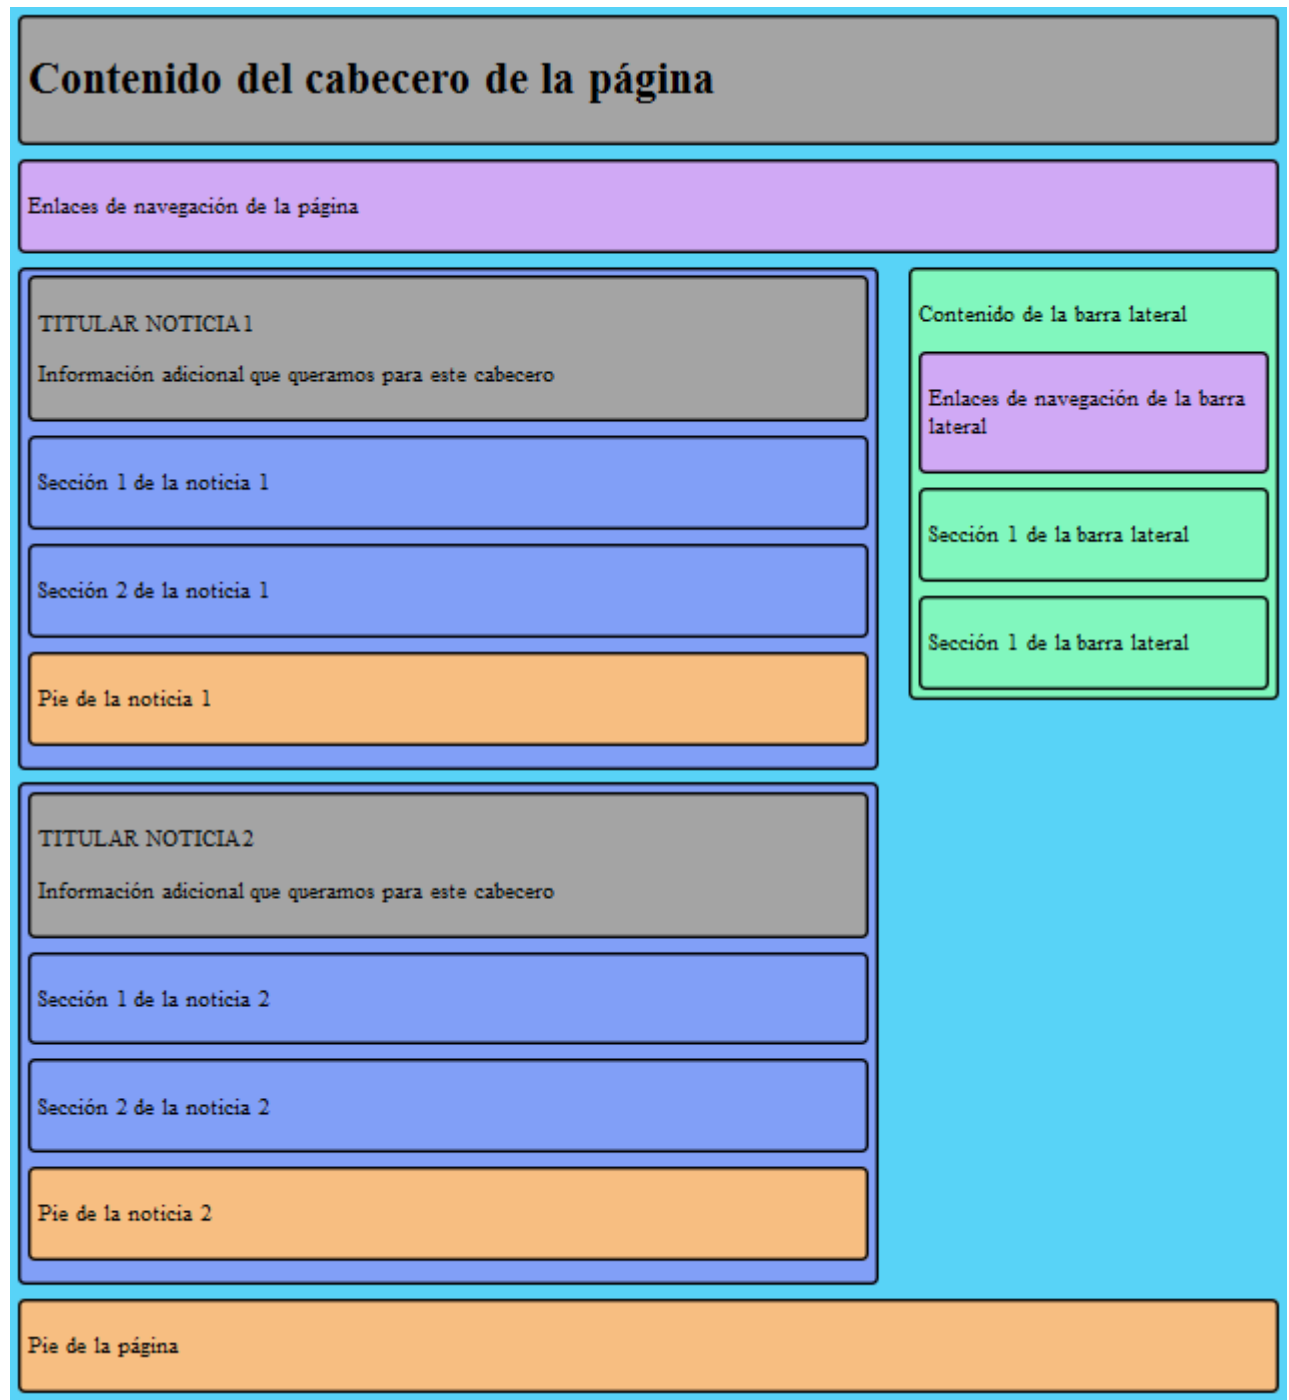 Contenido del cabecero de la página
Enlaces de navegación de la página
TITULAR NOTICIA 1
Información adicional que queramos para este cabecero
Sección 1 de la noticia 1
Sección 2 de la noticia 1
Pie de la noticia 1
Contenido de la barra lateral
Enlaces de navegación de la barra
lateral
Sección 1 de la barra lateral
Sección 1 de la barra lateral
TITULAR NOTICIA 2
Información adicional que queramos para este cabecero
Sección 1 de la noticia 2
Sección 2 de la noticia 2
Pie de la noticia 2
Pie de la página